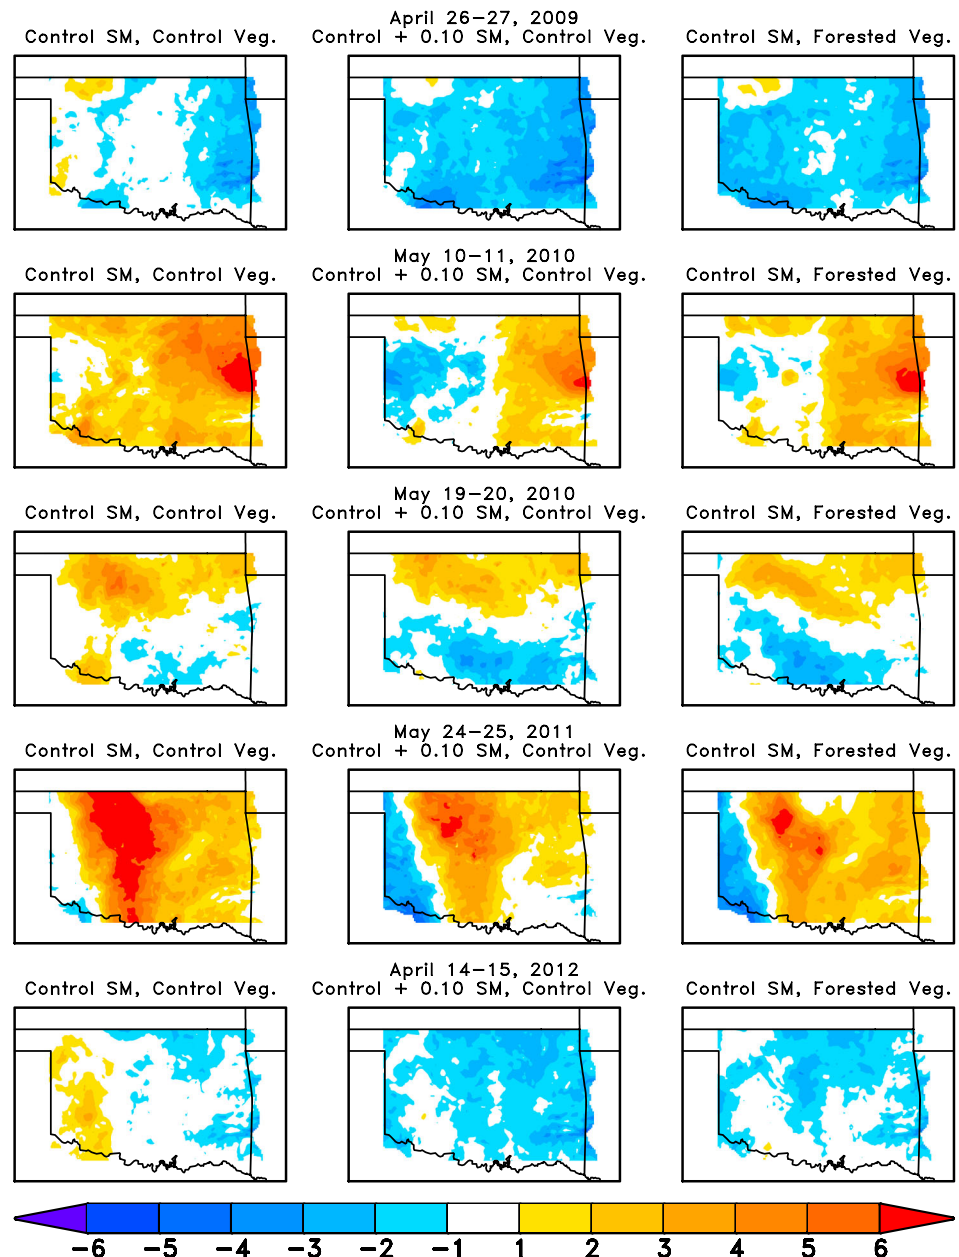 April 26–27, 2009
Control SM, Control Veg. Control + 0.10 SM, Control Veg. Control SM, Forested Veg.
May 10–11, 2010
Control SM, Control Veg. Control + 0.10 SM, Control Veg. Control SM, Forested Veg.
May 19–20, 2010
Control SM, Control Veg. Control + 0.10 SM, Control Veg. Control SM, Forested Veg.
May 24–25, 2011
Control SM, Control Veg. Control + 0.10 SM, Control Veg. Control SM, Forested Veg.
April 14–15, 2012
Control SM, Control Veg. Control + 0.10 SM, Control Veg. Control SM, Forested Veg.
–6 –5 –4 –3 –2 –1 1 2 3 4 5 6